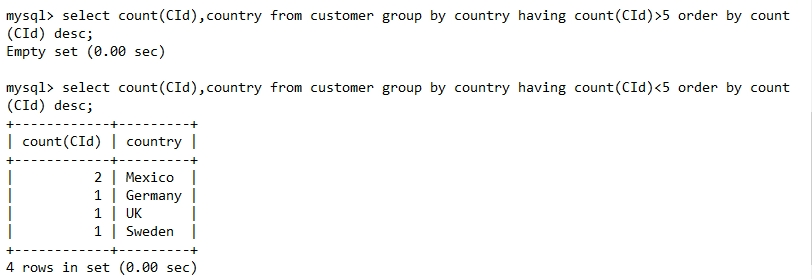 mysql> select count(CId),country from customer group by country having count(CId)>5 order by count
(CId) desc;
Empty set (0.00 sec)
mysql> select count(CId),country from customer group by country having count(CId)<5 order by count
(CId) desc;
+------------+---------+
| count(CId) | country |
+------------+---------+
|          2 | Mexico  |
|          1 | Germany |
|          1 | UK      |
|          1 | Sweden  |
+------------+---------+
4 rows in set (0.00 sec)